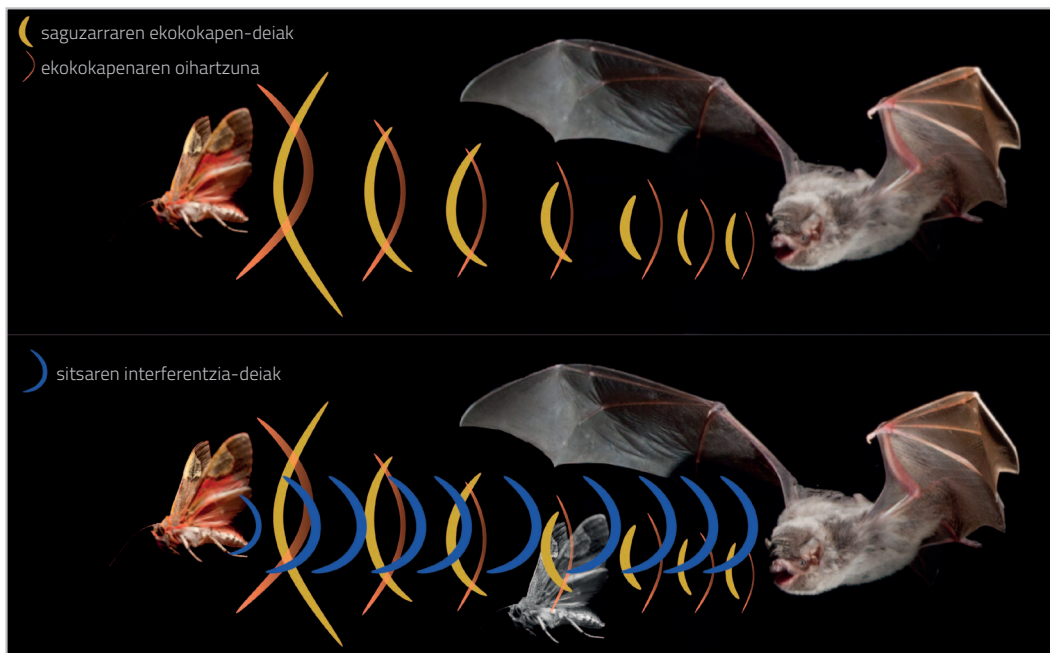 saguzarraren ekokokapen-deiak
ekokokapenaren oihartzuna
sitsaren interferentzia-deiak